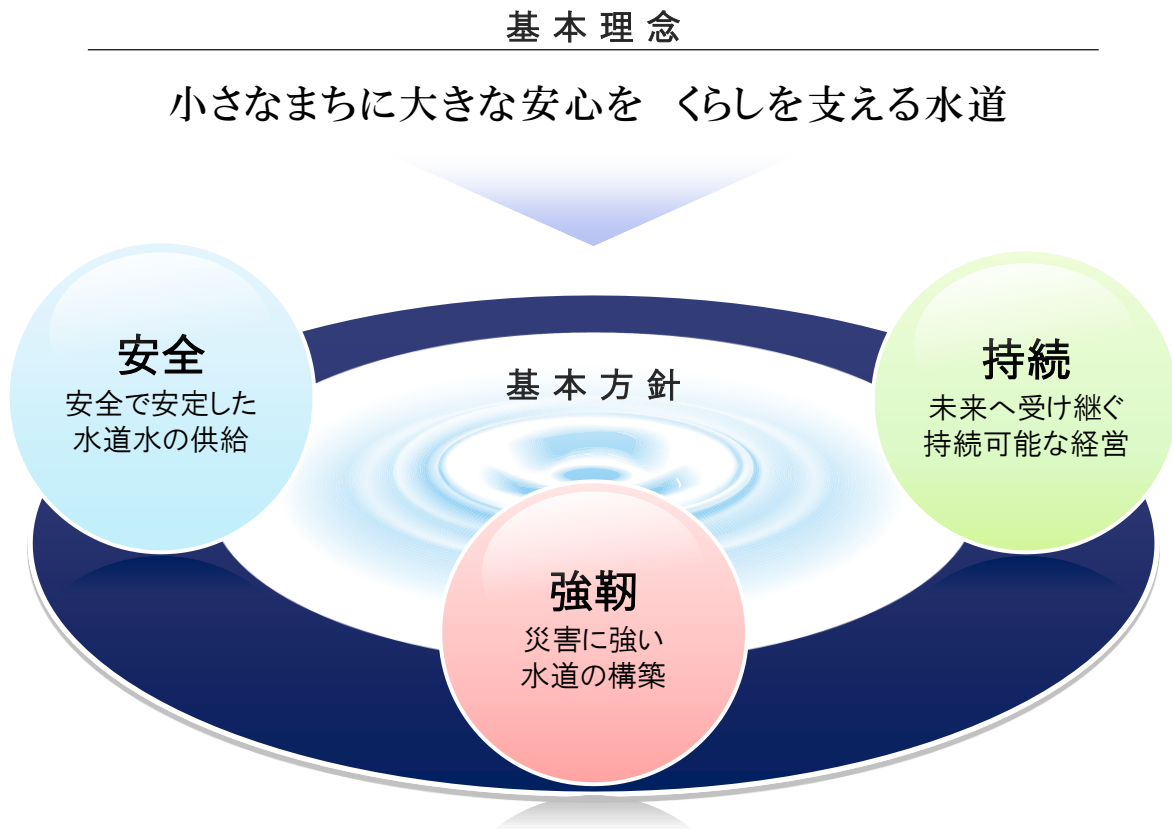 基本理念
小さなまちに大きな安心を　くらしを支える水道
基本方針
安全
安全で安定した
水道水の供給
強靭
災害に強い
水道の構築
持続
未来へ受け継ぐ
持続可能な経営